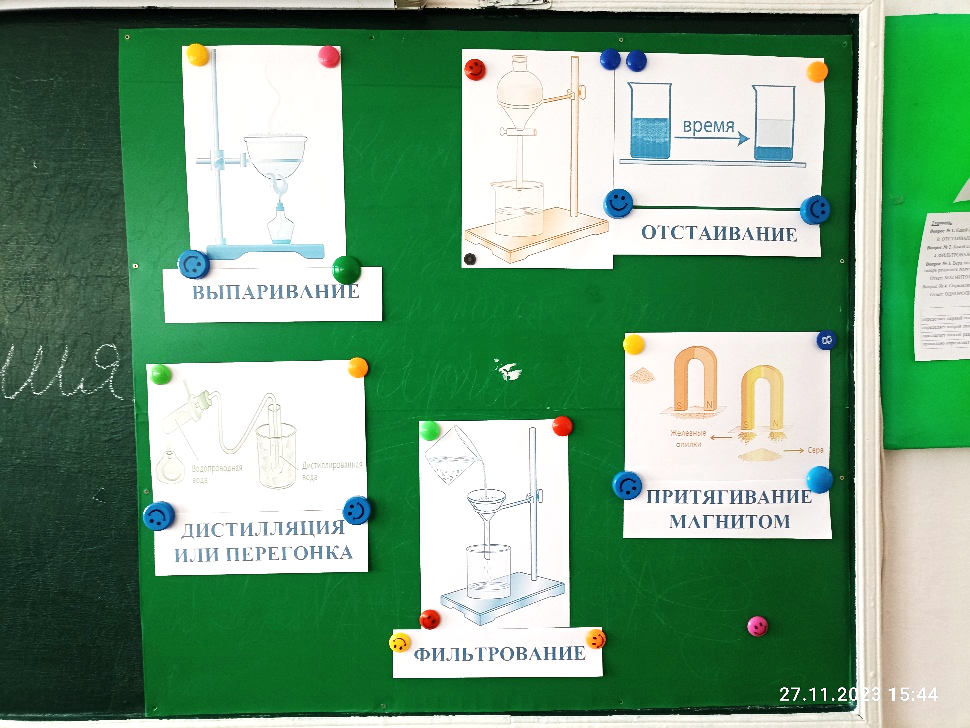 время
ОТСТАИВАНИЕ
ВЫПАРИВАНИЕ
S N
Железные
опилки
S N
Сера
ПРИТЯГИВАНИЕ
МАГНИТОМ
Водопроводная
вода
Дистиллированная
вода
ДИСТИЛЛЯЦИЯ
ИЛИ ПЕРЕГОНКА
ФИЛЬТРОВАНИЕ
27.11.2023 15:44